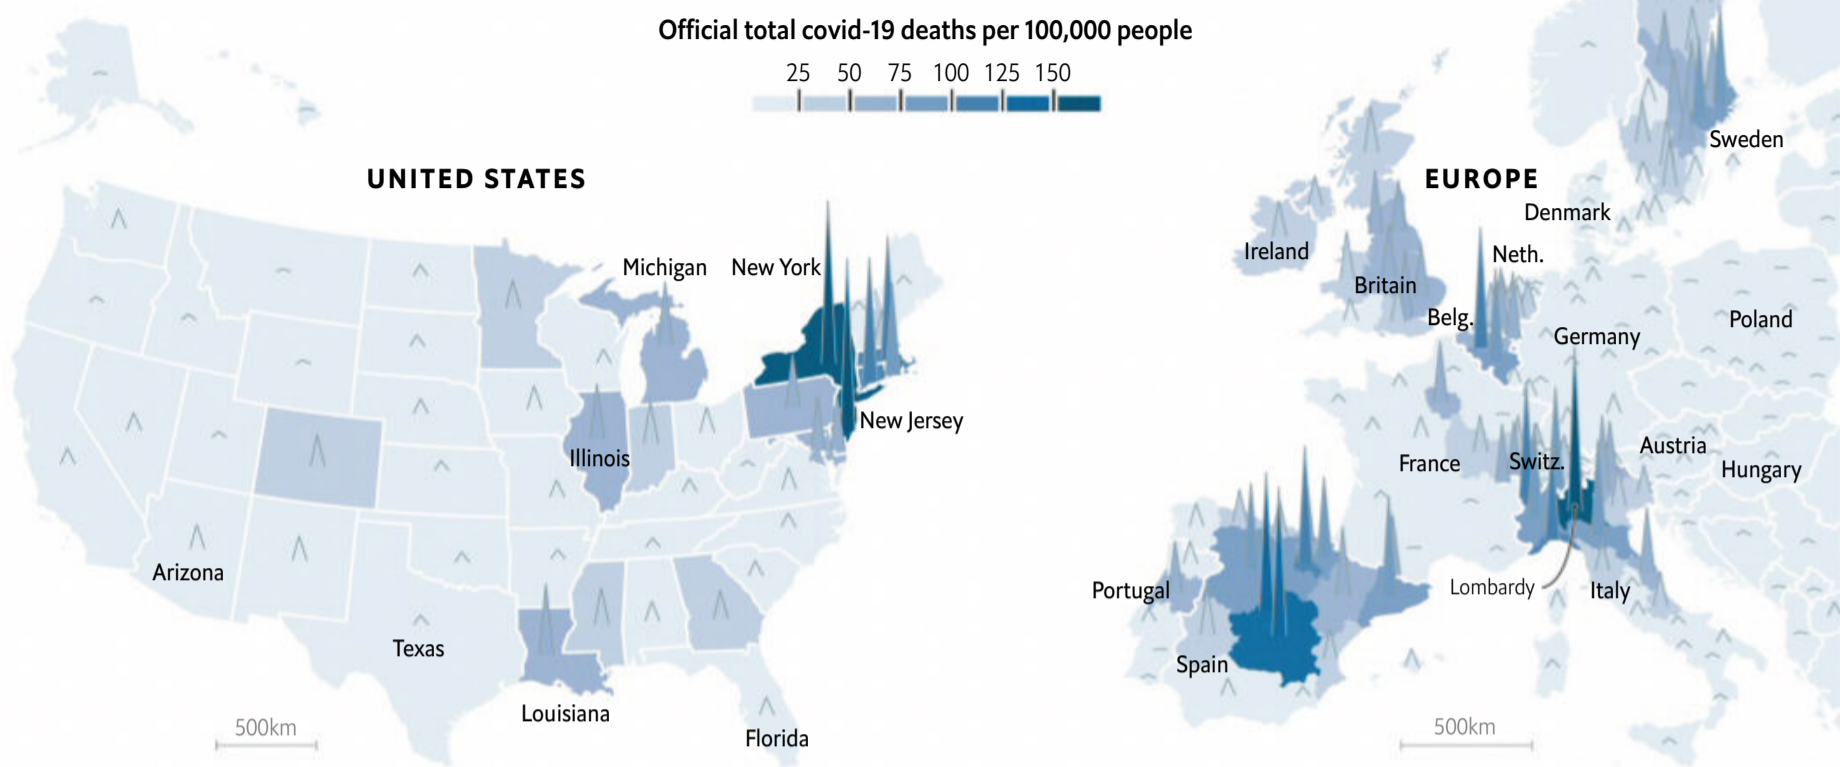 Official total covid-19 deaths per 100,000 people
25 50 75 100 125 150
UNITED STATES
Michigan
New York
New Jersey
Illinois
Arizona
Texas
Louisiana
Florida
500km
EUROPE
Sweden
Denmark
Ireland
Neth.
Britain
Belg.
Germany
Poland
Austria
France
Switz.
Hungary
Portugal
Lombardy
Italy
Spain
500km